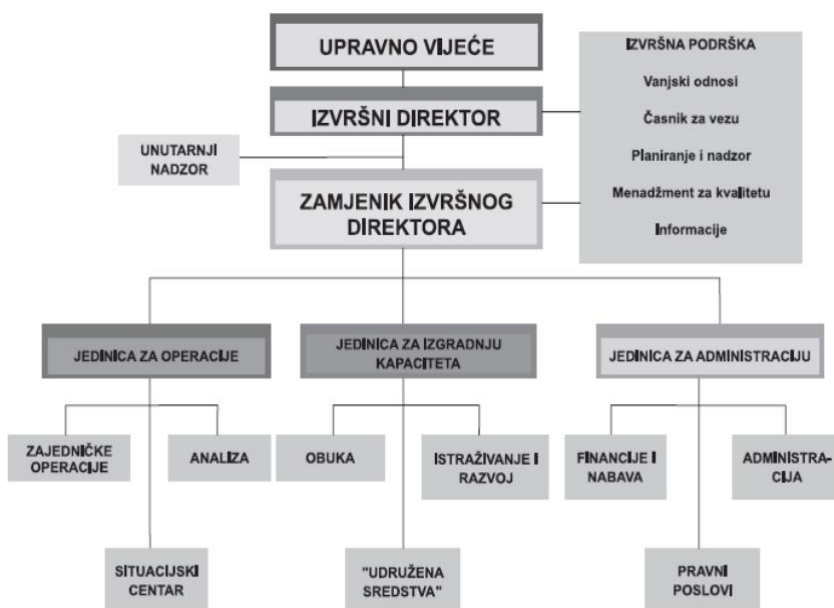 UPRAVNO VIJEĆE
IZVRŠNI DIREKTOR
UNUTARNJI
NADZOR
ZAMJENIK IZVRŠNOG
DIREKTORA
IZVRŠNA PODRŠKA
Vanjski odnosi
Časnik za vezu
Planiranje i nadzor
Menadžment za kvalitetu
Informacije
JEDINICA ZA OPERACIJE
JEDINICA ZA IZGRADNJU
KAPACITETA
JEDINICA ZA ADMINISTRACIJU
ZAJEDNIČKE
OPERACIJE
ANALIZA
OBUKA
ISTRAŽIVANJE I
RAZVOJ
FINANCIJE I
NABAVA
ADMINISTRA-
CIJA
SITUACIJSKI
CENTAR
"UDRUŽENA
SREDSTVA"
PRAVNI
POSLOVI